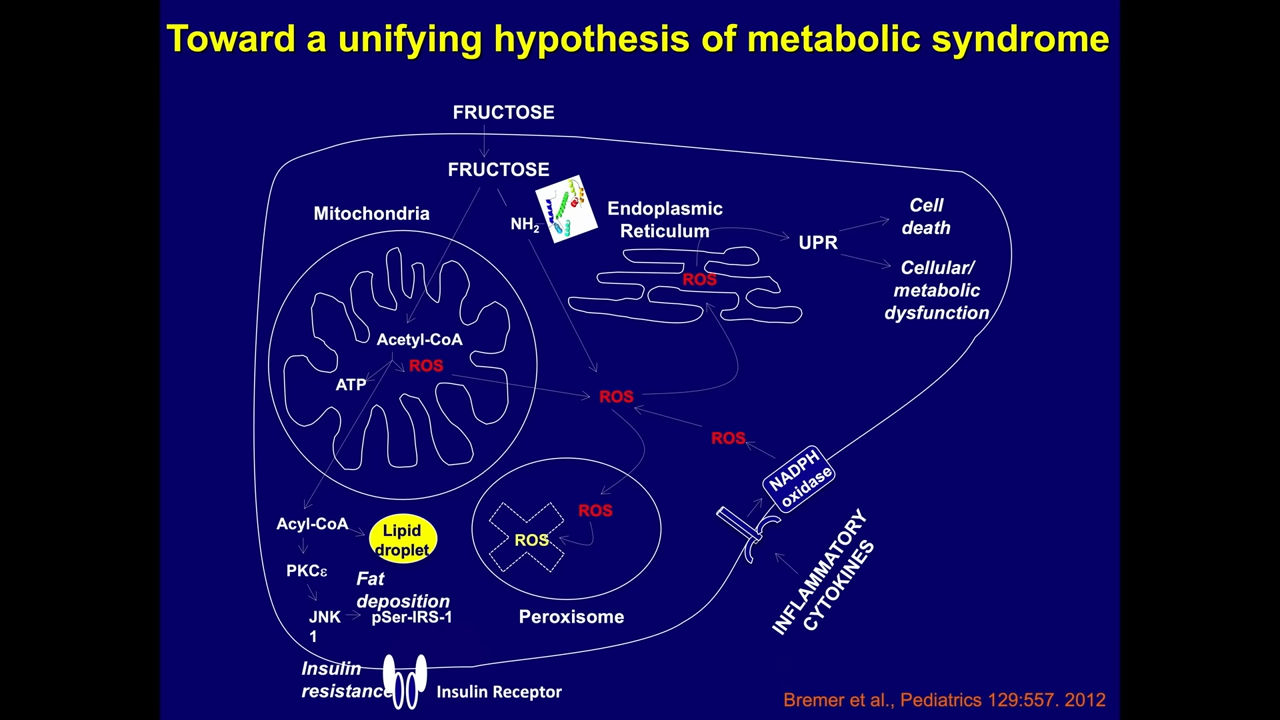 Toward a unifying hypothesis of metabolic syndrome
FRUCTOSE
FRUCTOSE
NH2
Mitochondria
Endoplasmic
Reticulum
UPR
Cell
death
Cellular/
metabolic
dysfunction
ROS
Acetyl-CoA
ROS
ATP
ROS
ROS
NADPH
oxidase
INFLAMMATORY
CYTOKINES
Acyl-CoA
Lipid
droplet
PKCε
Fat
deposition
JNK
1
pSer-IRS-1
ROS
ROS
Peroxisome
Insulin
resistance
Insulin Receptor
Bremer et al., Pediatrics 129:557. 2012